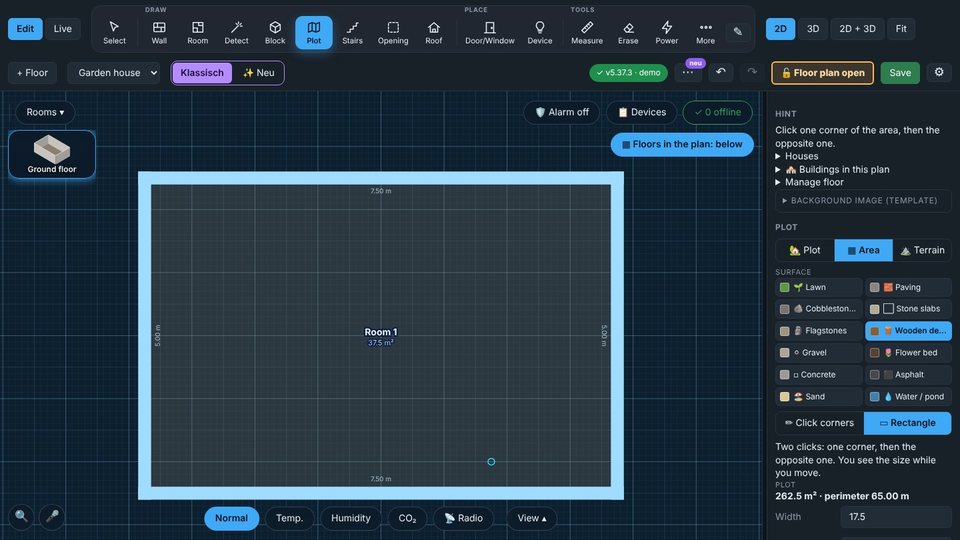 DRAW
PLACE
TOOLS
Edit
Live
Select
Wall
Room
Detect
Block
Plot
Stairs
Opening
Roof
Door/Window
Device
Measure
Erase
Power
More
2D
3D
2D + 3D
Fit
+ Floor
Garden house
Klassisch
✨ Neu
✓ v5.37.3 · demo
neu
Floor plan open
Save
Rooms ▾
Alarm off
Devices
✓ 0 offline
Floors in the plan: below
Ground floor
7.50 m
5.00 m
Room 1
37.5 m²
5.00 m
7.50 m
Normal
Temp.
Humidity
CO₂
Radio
View ▴
HINT
Click one corner of the area, then the
opposite one.
▶ Houses
▶ Buildings in this plan
▶ Manage floor
▶ BACKGROUND IMAGE (TEMPLATE)
PLOT
Plot
Area
Terrain
SURFACE
Lawn
Paving
Cobbleston...
Stone slabs
Flagstones
Wooden de...
Gravel
Flower bed
Concrete
Asphalt
Sand
Water / pond
Click corners
Rectangle
Two clicks: one corner, then the
opposite one. You see the size while
you move.
PLOT
262.5 m² · perimeter 65.00 m
Width
17.5